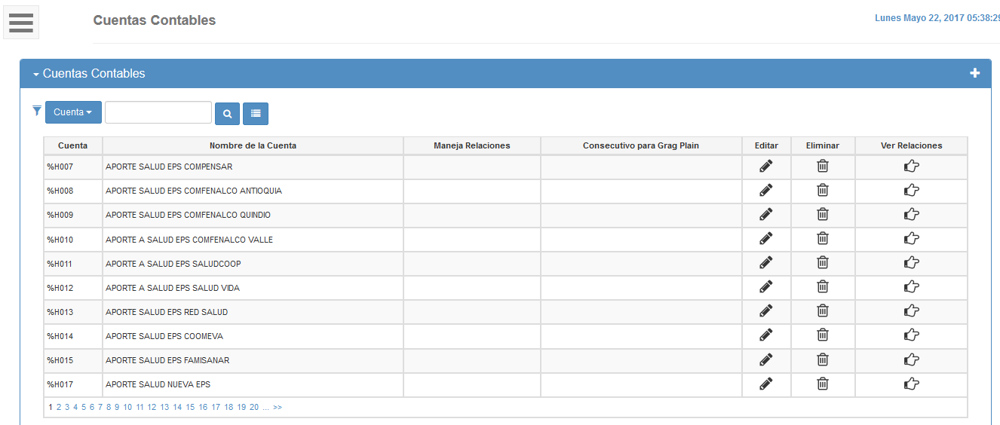 Cuentas Contables
Lunes Mayo 22, 2017 05:38:29
Cuentas Contables
Cuenta
Cuenta Nombre de la Cuenta Maneja Relaciones Consecutivo para Grag Plain Editar Eliminar Ver Relaciones
%H007 APORTE SALUD EPS COMPENSAR
%H008 APORTE SALUD EPS COMFENALCO ANTIOQUIA
%H009 APORTE SALUD EPS COMFENALCO QUINDIO
%H010 APORTE A SALUD EPS COMFENALCO VALLE
%H011 APORTE A SALUD EPS SALUDCOOP
%H012 APORTE A SALUD EPS SALUD VIDA
%H013 APORTE SALUD EPS RED SALUD
%H014 APORTE SALUD EPS COOMEVA
%H015 APORTE SALUD EPS FAMISANAR
%H017 APORTE SALUD NUEVA EPS
1 2 3 4 5 6 7 8 9 10 11 12 13 14 15 16 17 18 19 20 ... >>